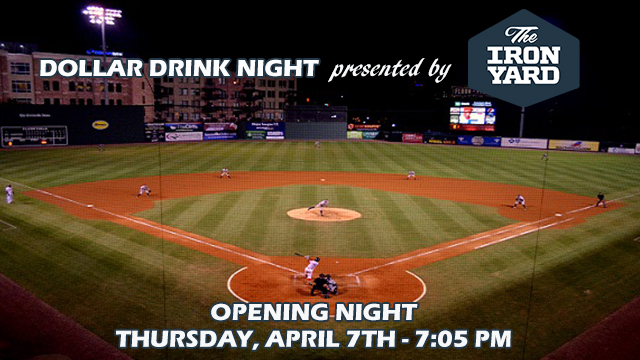 DOLLAR DRINK NIGHT presented by
The
IRON
YARD
OPENING NIGHT
THURSDAY, APRIL 7TH - 7:05 PM